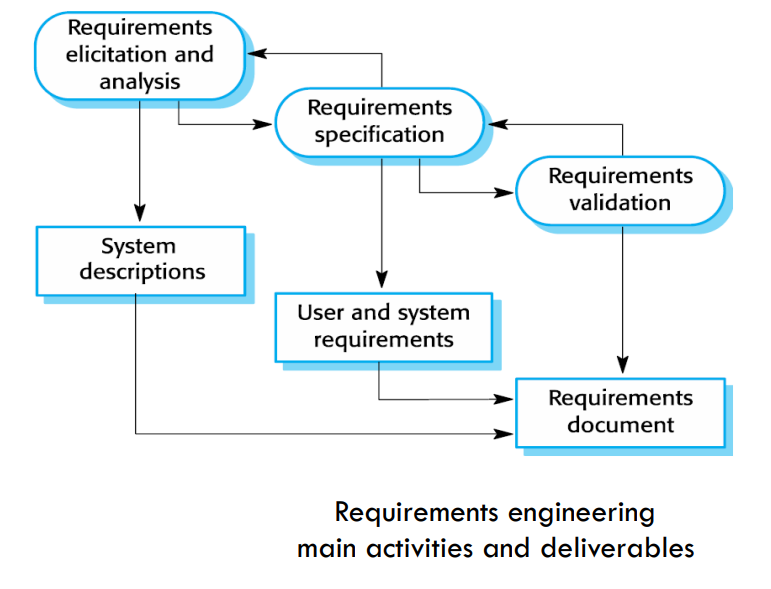 Requirements
elicitation and
analysis
Requirements
specification
Requirements
validation
System
descriptions
User and system
requirements
Requirements
document
Requirements engineering
main activities and deliverables